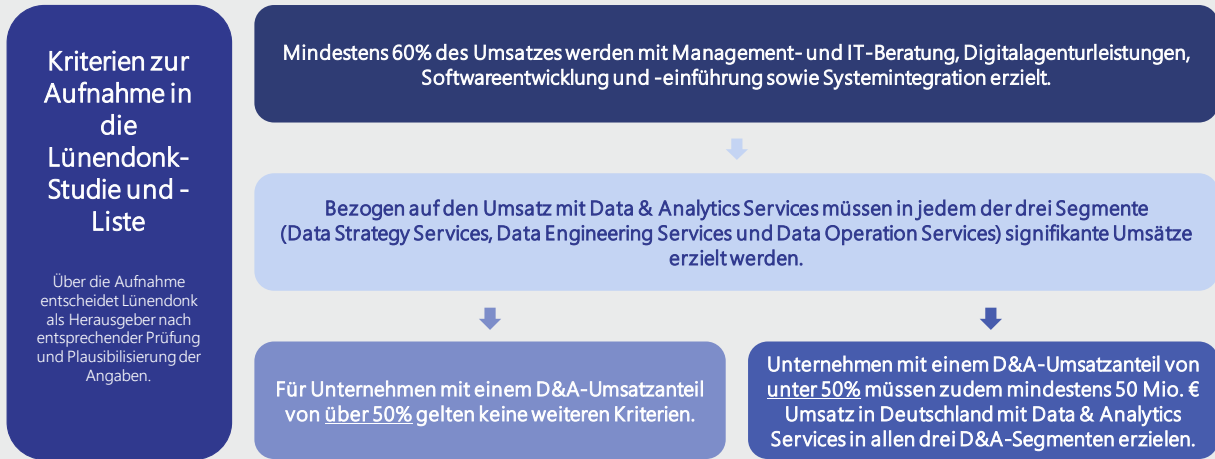 Kriterien zur
Aufnahme in
die
Lünendonk-
Studie und -
Liste
Über die Aufnahme
entscheidet Lünendonk
als Herausgeber nach
entsprechender Prüfung
und Plausibilisierung der
Angaben.
Mindestens 60% des Umsatzes werden mit Management- und IT-Beratung, Digitalagenturleistungen,
Softwareentwicklung und -einführung sowie Systemintegration erzielt.
Bezogen auf den Umsatz mit Data & Analytics Services müssen in jedem der drei Segmente
(Data Strategy Services, Data Engineering Services und Data Operation Services) signifikante Umsätze
erzielt werden.
Für Unternehmen mit einem D&A-Umsatzanteil
von über 50% gelten keine weiteren Kriterien.
Unternehmen mit einem D&A-Umsatzanteil von
unter 50% müssen zudem mindestens 50 Mio. €
Umsatz in Deutschland mit Data & Analytics
Services in allen drei D&A-Segmenten erzielen.